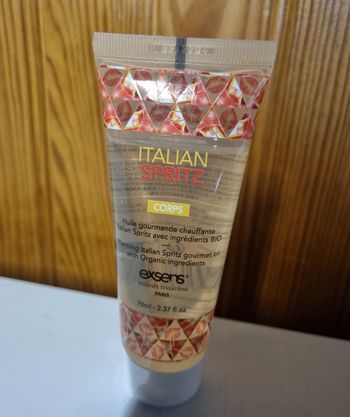 ITALIAN
SPRITZ
CORPS
Huile gourmande chauffante
Italian Spritz avec ingrédients BIO
Warming Italian Spritz gourmet oil
with Organic ingredients
exsens®
PARIS
70ml - 2.37 fl.oz